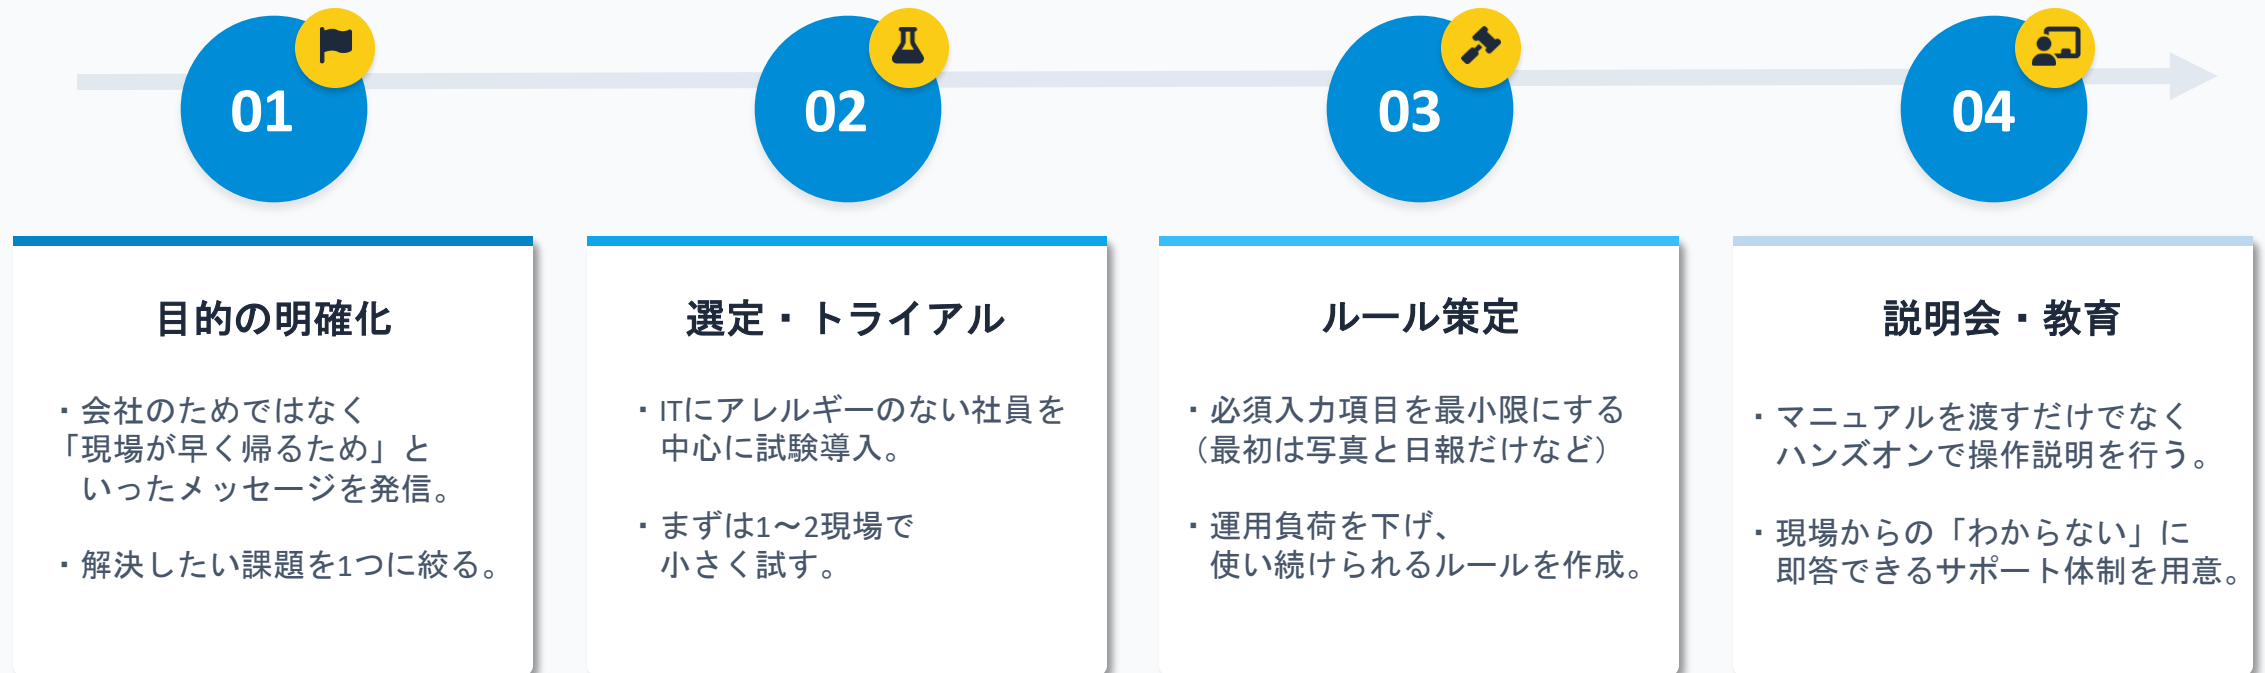 01
目的の明確化
・会社のためではなく
「現場が早く帰るため」と
いったメッセージを発信。
・解決したい課題を1つに絞る。
02
選定・トライアル
・ITにアレルギーのない社員を
中心に試験導入。
・まずは1～2現場で
小さく試す。
03
ルール策定
・必須入力項目を最小限にする
（最初は写真と日報だけなど）
・運用負荷を下げ、
使い続けられるルールを作成。
04
説明会・教育
・マニュアルを渡すだけでなく
ハンズオンで操作説明を行う。
・現場からの「わからない」に
即答できるサポート体制を用意。